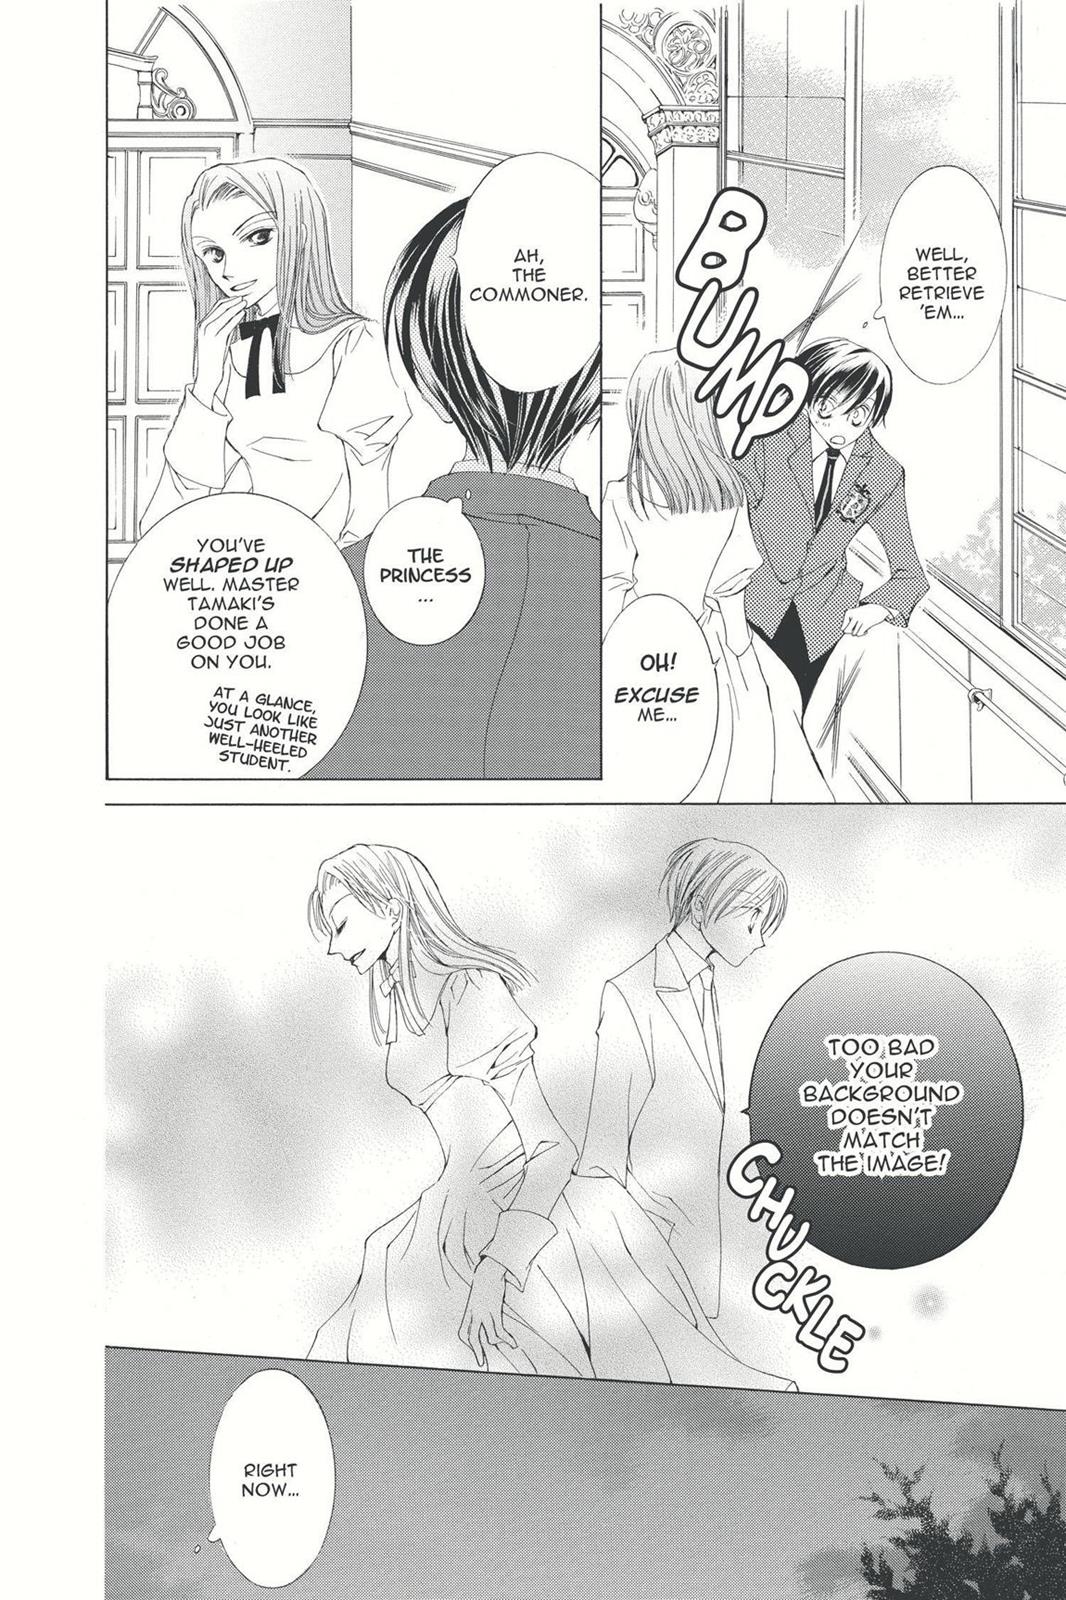 WELL,
BETTER
RETRIEVE
'EM...
BUMP
OH!
EXCUSE
ME...
AH,
THE
COMMONER.
THE
PRINCESS
...
YOU'VE
SHAPED UP
WELL. MASTER
TAMAKI'S
DONE A
GOOD JOB
ON YOU.
AT A GLANCE,
YOU LOOK LIKE
JUST ANOTHER
WELL-HEELED
STUDENT.
TOO BAD
YOUR
BACKGROUND
DOESN'T
MATCH
THE IMAGE!
CHUCKLE
RIGHT
NOW...